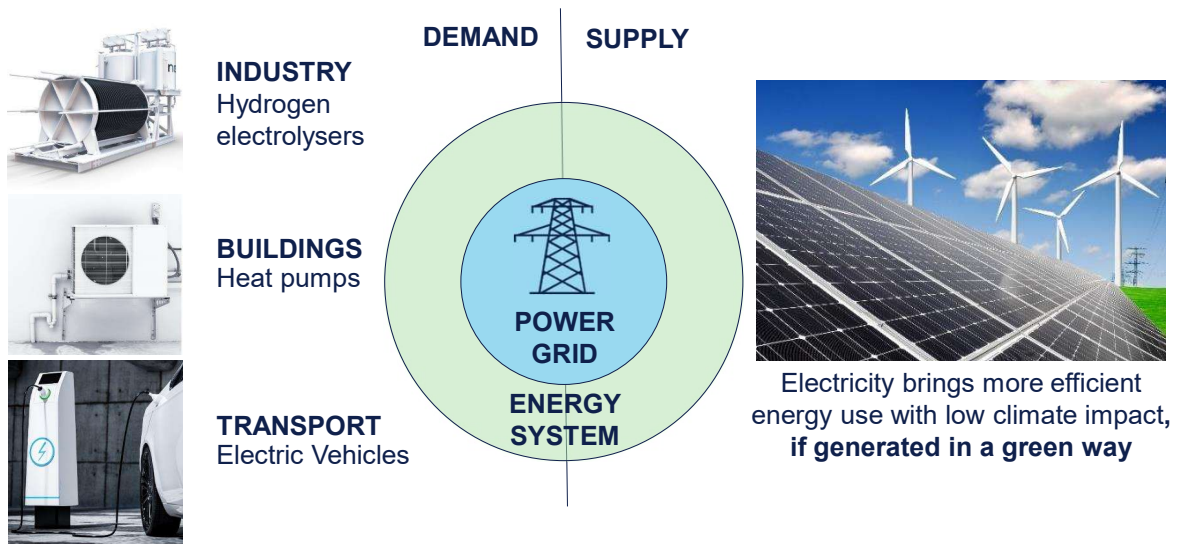 DEMAND
SUPPLY
INDUSTRY
Hydrogen
electrolysers
BUILDINGS
Heat pumps
TRANSPORT
Electric Vehicles
POWER
GRID
ENERGY
SYSTEM
Electricity brings more efficient
energy use with low climate impact,
if generated in a green way